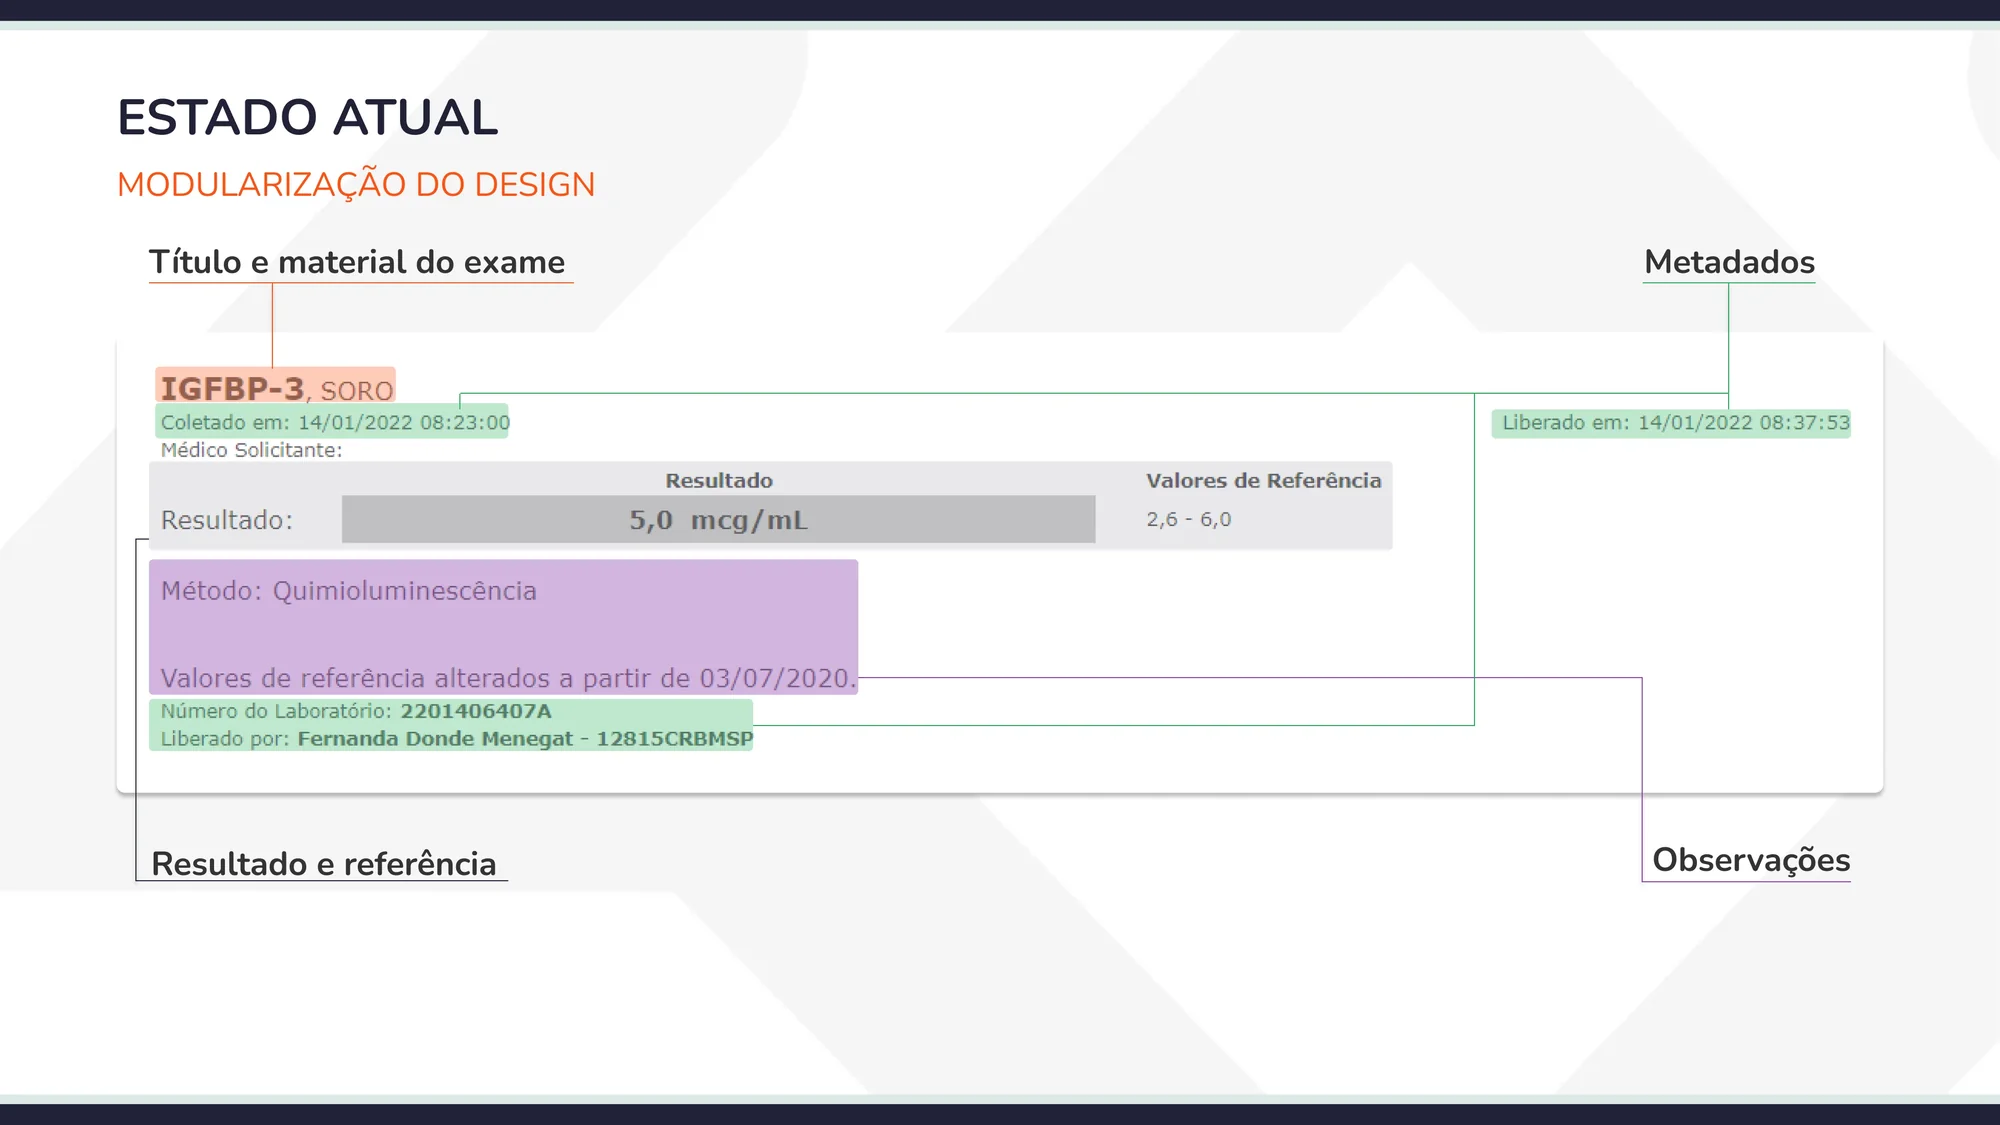 ESTADO ATUAL
MODULARIZAÇÃO DO DESIGN
Título e material do exame
Metadados
IGFBP-3, SORO
Coletado em: 14/01/2022 08:23:00
Liberado em: 14/01/2022 08:37:53
Médico Solicitante:
Resultado
Valores de Referência
Resultado:
5,0 mcg/mL
2,6 - 6,0
Método: Quimioluminescência
Valores de referência alterados a partir de 03/07/2020.
Número do Laboratório: 2201406407A
Liberado por: Fernanda Donde Menegat - 12815CRBMSP
Resultado e referência
Observações